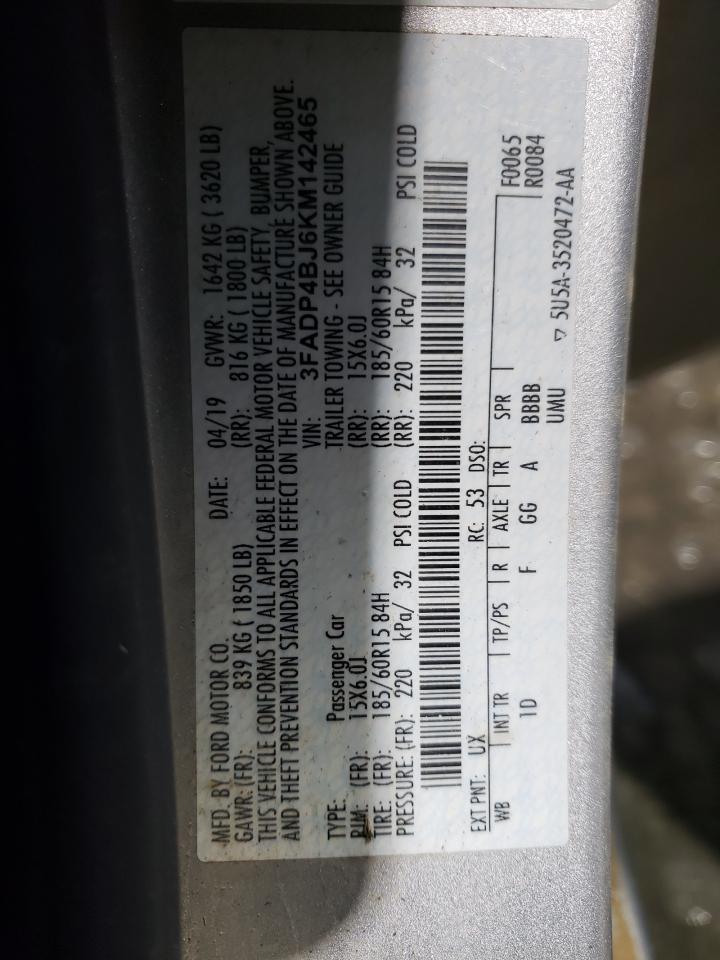 MFD. BY FORD MOTOR CO. DATE: 04/19 GVWR: 1642 KG ( 3620 LB)
GAWR: (FR): 839 KG ( 1850 LB) (RR): 816 KG ( 1800 LB)
THIS VEHICLE CONFORMS TO ALL APPLICABLE FEDERAL MOTOR VEHICLE SAFETY, BUMPER,
AND THEFT PREVENTION STANDARDS IN EFFECT ON THE DATE OF MANUFACTURE SHOWN ABOVE.
VIN: 3FADP4BJ6KM142465
TYPE: Passenger Car TRAILER TOWING - SEE OWNER GUIDE
RIM: (FR): 15X6.0J (RR): 15X6.0J
TIRE: (FR): 185/60R15 84H (RR): 185/60R15 84H
PRESSURE: (FR): 220 kPa/ 32 PSI COLD (RR): 220 kPa/ 32 PSI COLD
EXT PNT: UX RC: 53 DSO:
WB INT TR TP/PS R AXLE TR SPR F0065
1D F GG A BBBB R0084
UMU ▽ 5U5A-3520472-AA